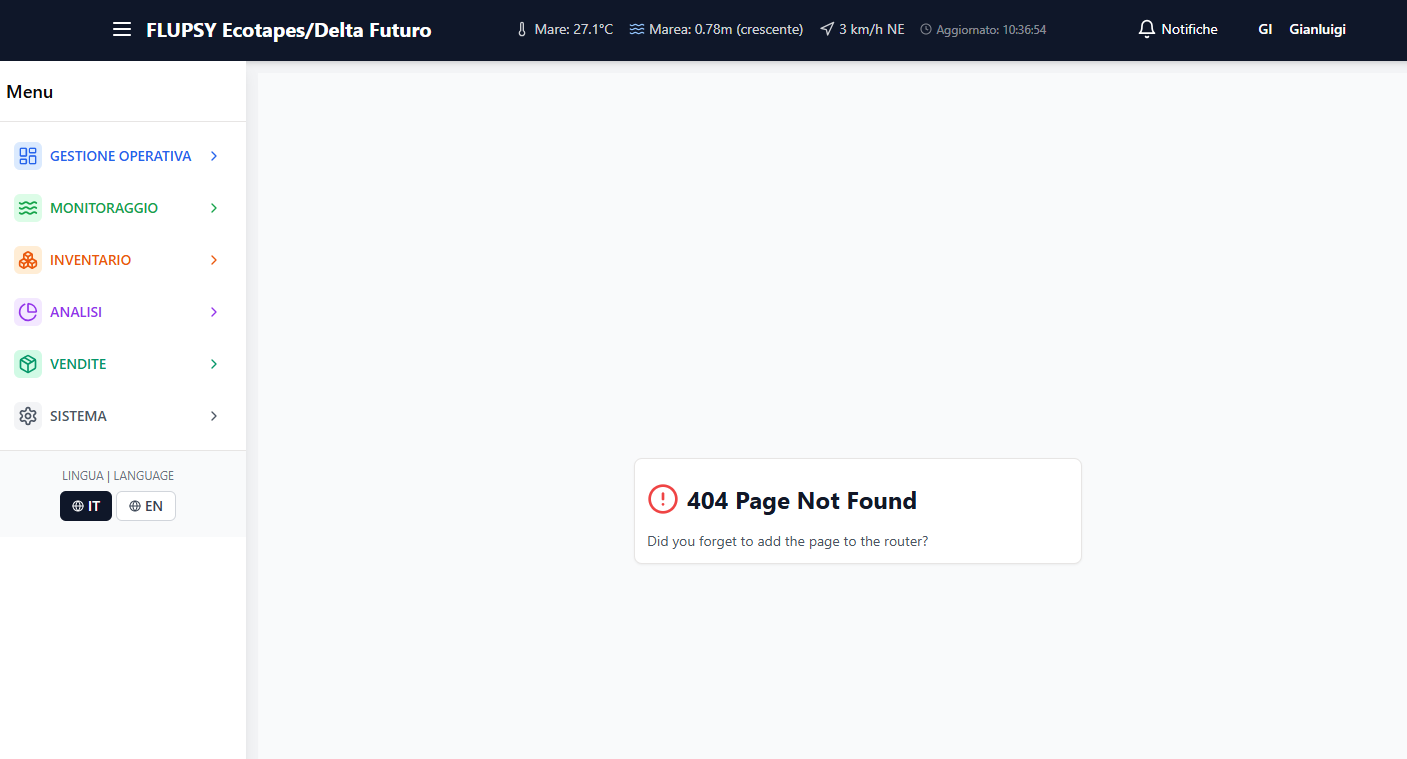 FLUPSY Ecotapes/Delta Futuro
Mare: 27.1°C
Marea: 0.78m (crescente)
3 km/h NE
Aggiornato: 10:36:54
Notifiche
GI
Gianluigi
Menu
GESTIONE OPERATIVA
MONITORAGGIO
INVENTARIO
ANALISI
VENDITE
SISTEMA
LINGUA | LANGUAGE
IT
EN
404 Page Not Found
Did you forget to add the page to the router?